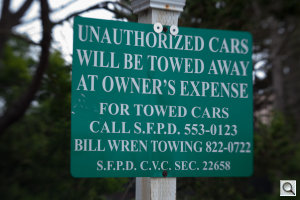 UNAUTHORIZED CARS
WILL BE TOWED AWAY
AT OWNER'S EXPENSE
FOR TOWED CARS
CALL S.F.P.D. 553-0123
BILL WREN TOWING 822-0722
S.F.P.D. C.V.C. SEC. 22658